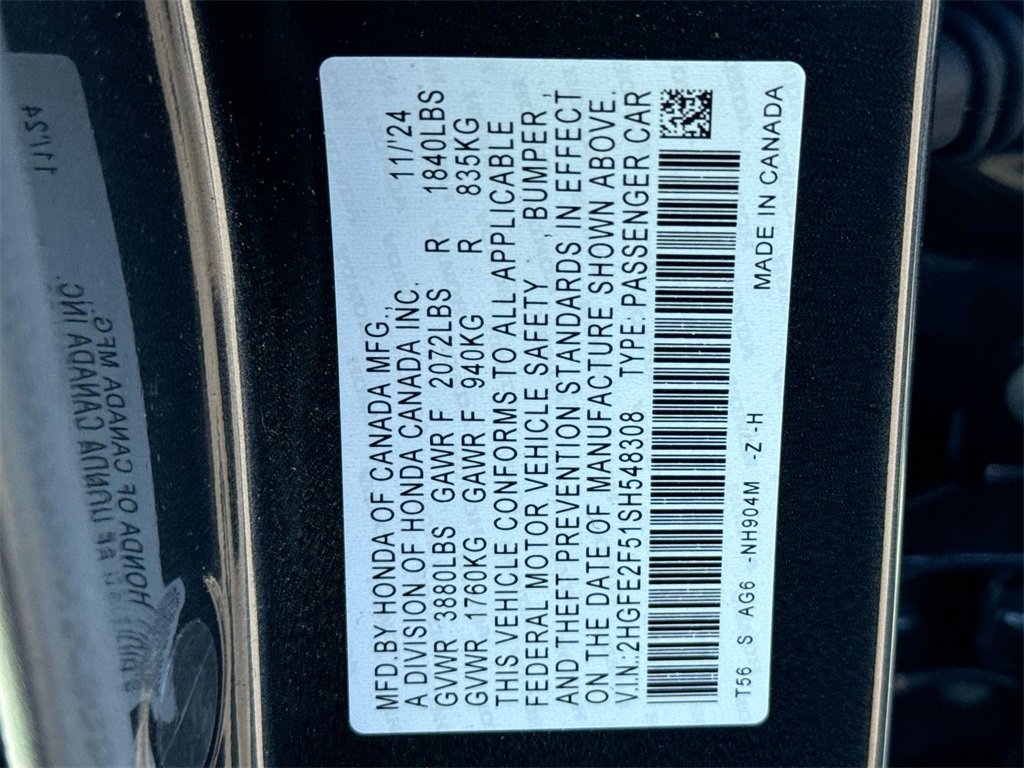 MFD.BY HONDA OF CANADA MFG., 11/'24
A DIVISION OF HONDA CANADA INC.
GVWR 3880LBS GAWR F 2072LBS R 1840LBS
GVWR 1760KG GAWR F 940KG R 835KG
THIS VEHICLE CONFORMS TO ALL APPLICABLE
FEDERAL MOTOR VEHICLE SAFETY , BUMPER ,
AND THEFT PREVENTION STANDARDS IN EFFECT
ON THE DATE OF MANUFACTURE SHOWN ABOVE.
V.I.N.:2HGFE2F51SH548308 TYPE:PASSENGER CAR
T56 S AG6 -NH904M -Z -H
MADE IN CANADA